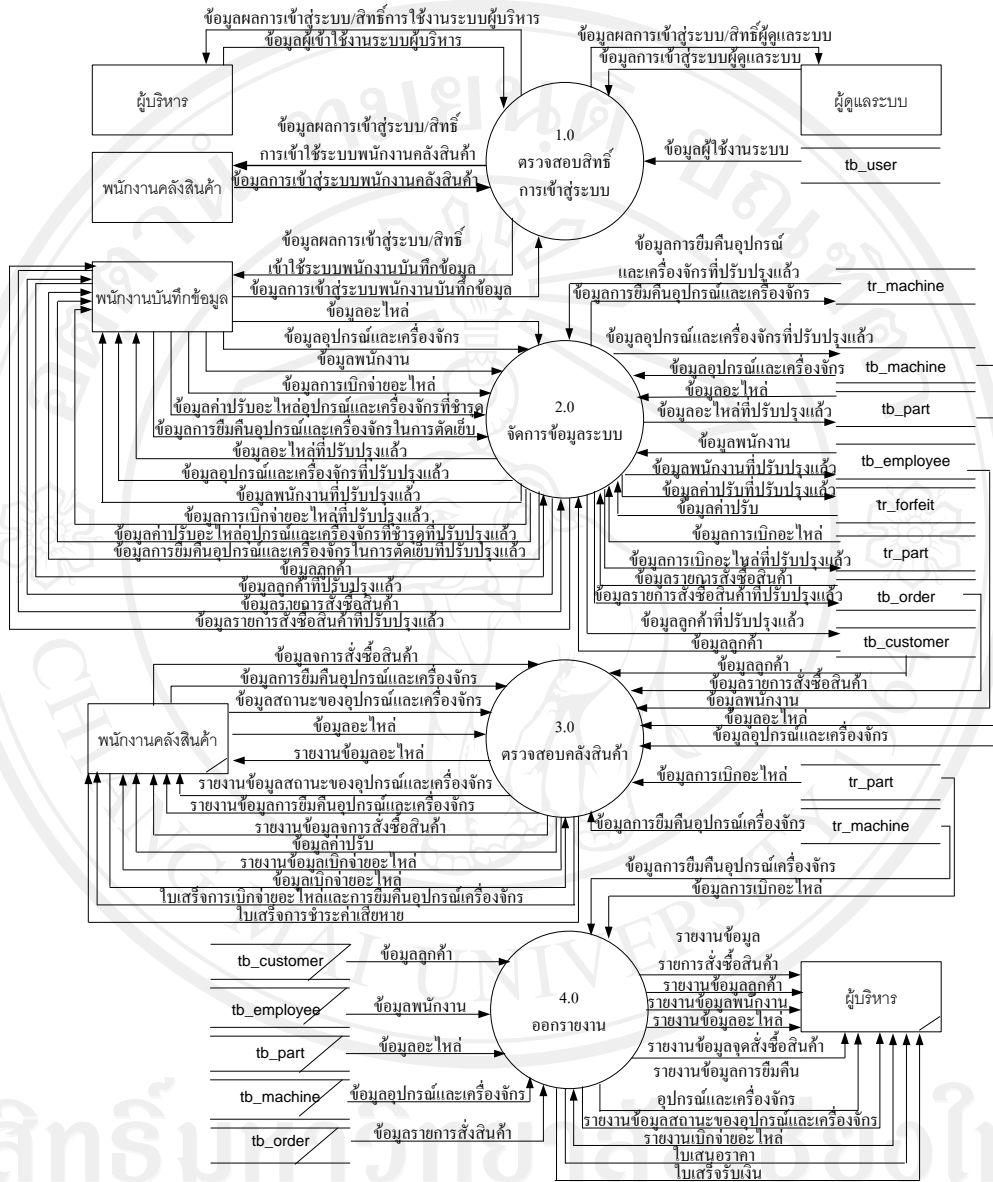 ข้อมูลผลการเข้าสู่ระบบ/สิทธิ์การใช้งานระบบผู้บริหาร
ข้อมูลผู้เข้าใช้งานระบบผู้บริหาร
ข้อมูลผลการเข้าสู่ระบบ/สิทธิ์ผู้ดูแลระบบ
ข้อมูลการเข้าสู่ระบบผู้ดูแลระบบ
ผู้บริหาร
ผู้ดูแลระบบ
1.0
ตรวจสอบสิทธิ์
การเข้าสู่ระบบ
ข้อมูลผลการเข้าสู่ระบบ/สิทธิ์
การเข้าใช้ระบบพนักงานคลังสินค้า
ข้อมูลการเข้าสู่ระบบพนักงานคลังสินค้า
พนักงานคลังสินค้า
ข้อมูลผู้ใช้งานระบบ
tb_user
ข้อมูลผลการเข้าสู่ระบบ/สิทธิ์
เข้าใช้ระบบพนักงานบันทึกข้อมูล
ข้อมูลการเข้าสู่ระบบพนักงานบันทึกข้อมูล
พนักงานบันทึกข้อมูล
ข้อมูลอะไหล่
ข้อมูลอุปกรณ์และเครื่องจักร
ข้อมูลพนักงาน
ข้อมูลการเบิกจ่ายอะไหล่
ข้อมูลค่าปรับอะไหล่อุปกรณ์และเครื่องจักรที่ชำรุด
ข้อมูลการยืมคืนอุปกรณ์และเครื่องจักรในการตัดเย็บ
ข้อมูลอะไหล่ที่ปรับปรุงแล้ว
ข้อมูลอุปกรณ์และเครื่องจักรที่ปรับปรุงแล้ว
ข้อมูลพนักงานที่ปรับปรุงแล้ว
ข้อมูลการเบิกจ่ายอะไหล่ที่ปรับปรุงแล้ว
ข้อมูลค่าปรับอะไหล่อุปกรณ์และเครื่องจักรที่ชำรุดที่ปรับปรุงแล้ว
ข้อมูลการยืมคืนอุปกรณ์และเครื่องจักรในการตัดเย็บที่ปรับปรุงแล้ว
ข้อมูลลูกค้า
ข้อมูลลูกค้าที่ปรับปรุงแล้ว
ข้อมูลรายการสั่งซื้อสินค้า
ข้อมูลรายการสั่งซื้อสินค้าที่ปรับปรุงแล้ว
2.0
จัดการข้อมูลระบบ
ข้อมูลการยืมคืนอุปกรณ์
และเครื่องจักรที่ปรับปรุงแล้ว
ข้อมูลการยืมคืนอุปกรณ์และเครื่องจักร
tr_machine
ข้อมูลอุปกรณ์และเครื่องจักรที่ปรับปรุงแล้ว
ข้อมูลอุปกรณ์และเครื่องจักร
tb_machine
ข้อมูลอะไหล่
ข้อมูลอะไหล่ที่ปรับปรุงแล้ว
tb_part
ข้อมูลพนักงาน
ข้อมูลพนักงานที่ปรับปรุงแล้ว
tb_employee
ข้อมูลค่าปรับที่ปรับปรุงแล้ว
ข้อมูลค่าปรับ
tr_forfeit
ข้อมูลการเบิกอะไหล่
ข้อมูลการเบิกอะไหล่ที่ปรับปรุงแล้ว
tr_part
ข้อมูลรายการสั่งซื้อสินค้า
ข้อมูลรายการสั่งซื้อสินค้าที่ปรับปรุงแล้ว
tb_order
ข้อมูลลูกค้าที่ปรับปรุงแล้ว
ข้อมูลลูกค้า
tb_customer
ข้อมูลจการสั่งซื้อสินค้า
ข้อมูลการยืมคืนอุปกรณ์และเครื่องจักร
ข้อมูลสถานะของอุปกรณ์และเครื่องจักร
ข้อมูลอะไหล่
รายงานข้อมูลอะไหล่
พนักงานคลังสินค้า
3.0
ตรวจสอบคลังสินค้า
ข้อมูลลูกค้า
ข้อมูลรายการสั่งซื้อสินค้า
ข้อมูลพนักงาน
ข้อมูลอะไหล่
ข้อมูลอุปกรณ์และเครื่องจักร
ข้อมูลการเบิกอะไหล่
tr_part
ข้อมูลการยืมคืนอุปกรณ์เครื่องจักร
tr_machine
รายงานข้อมูลสถานะของอุปกรณ์และเครื่องจักร
รายงานข้อมูลการยืมคืนอุปกรณ์และเครื่องจักร
รายงานข้อมูลจการสั่งซื้อสินค้า
ข้อมูลค่าปรับ
รายงานข้อมูลเบิกจ่ายอะไหล่
ข้อมูลเบิกจ่ายอะไหล่
ใบเสร็จการเบิกจ่ายอะไหล่และการยืมคืนอุปกรณ์เครื่องจักร
ใบเสร็จการชำระค่าเสียหาย
ข้อมูลการยืมคืนอุปกรณ์เครื่องจักร
ข้อมูลการเบิกอะไหล่
tb_customer
ข้อมูลลูกค้า
tb_employee
ข้อมูลพนักงาน
tb_part
ข้อมูลอะไหล่
tb_machine
ข้อมูลอุปกรณ์และเครื่องจักร
tb_order
ข้อมูลรายการสั่งสินค้า
4.0
ออกรายงาน
รายงานข้อมูล
รายการสั่งซื้อสินค้า
รายงานข้อมูลลูกค้า
รายงานข้อมูลพนักงาน
รายงานข้อมูลอะไหล่
รายงานข้อมูลจุดสั่งซื้อสินค้า
รายงานข้อมูลการยืมคืน
อุปกรณ์และเครื่องจักร
รายงานข้อมูลสถานะของอุปกรณ์และเครื่องจักร
รายงานเบิกจ่ายอะไหล่
ใบเสนอราคา
ใบเสร็จรับเงิน
ผู้บริหาร
CHIANG MAI UNIVERSITY